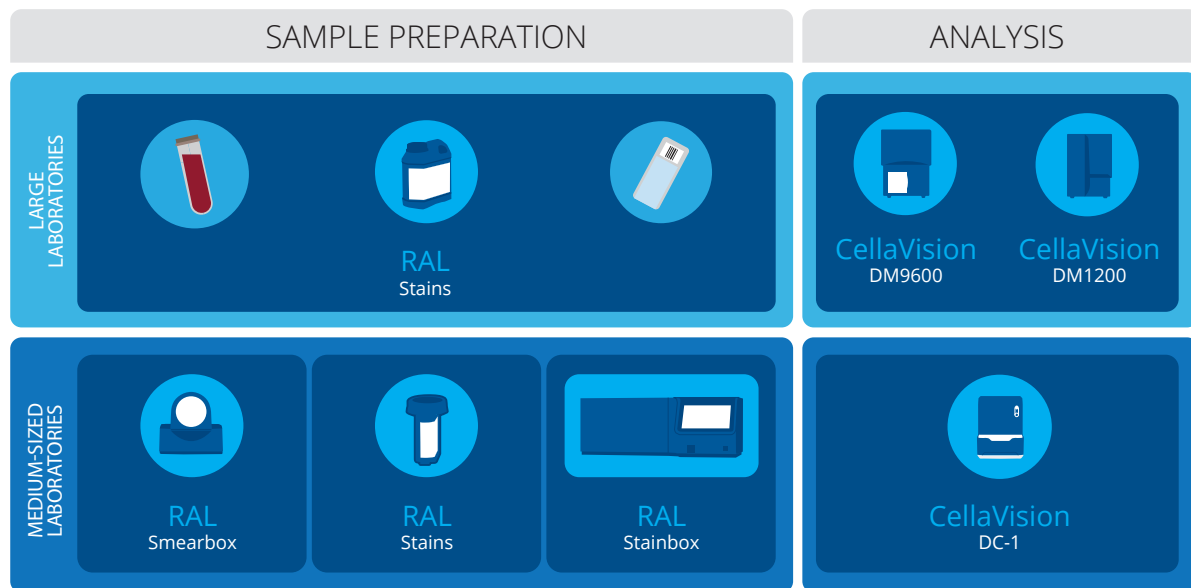 SAMPLE PREPARATION
ANALYSIS
LARGE
LABORATORIES
RAL
Stains
CellaVision
DM9600
CellaVision
DM1200
MEDIUM-SIZED
LABORATORIES
RAL
Smearbox
RAL
Stains
RAL
Stainbox
CellaVision
DC-1